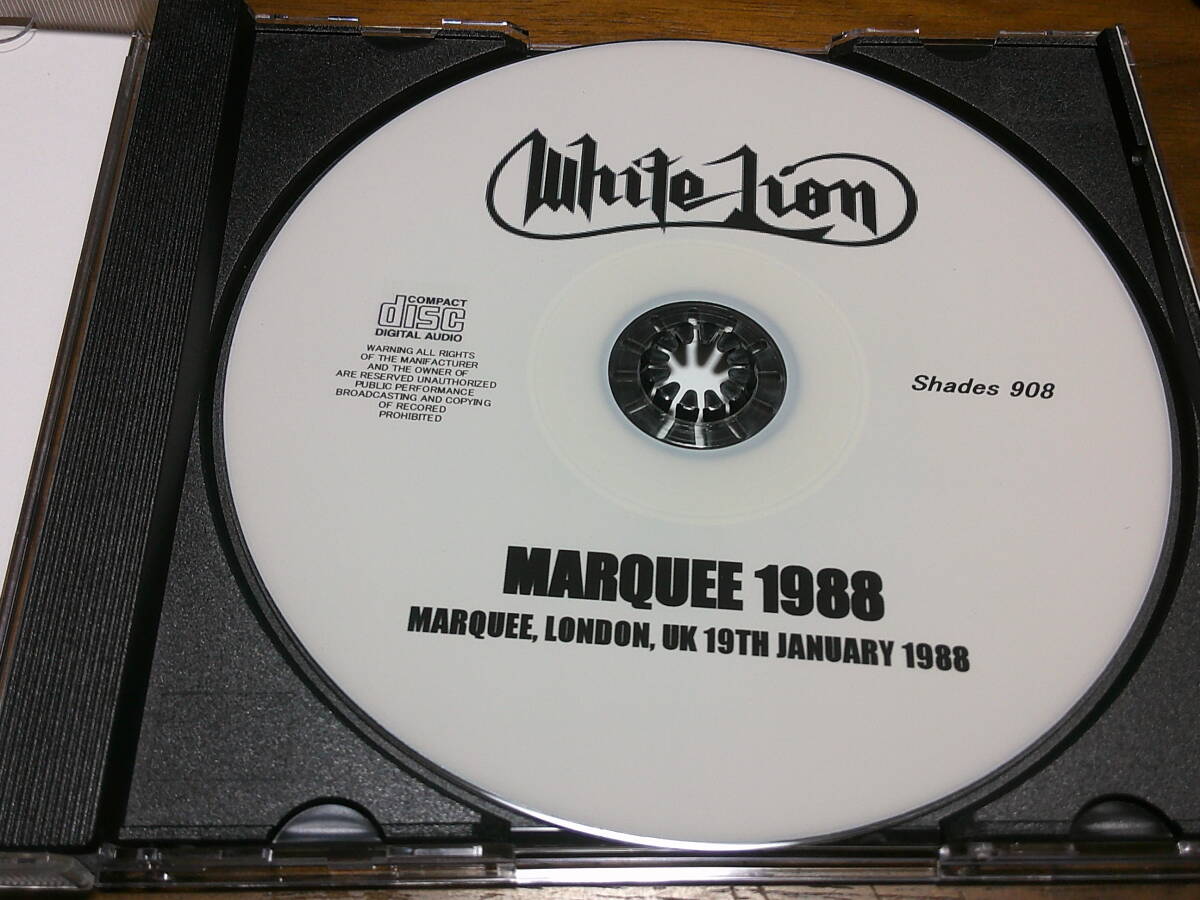 White Lion
COMPACT
disc
DIGITAL AUDIO
WARNING ALL RIGHTS
OF THE MANIFACTURER
AND THE OWNER OF
ARE RESERVED UNAUTHORIZED
PUBLIC PERFORMANCE
BROADCASTING AND COPYING
OF RECORED
PROHIBITED
Shades 908
MARQUEE 1988
MARQUEE, LONDON, UK 19TH JANUARY 1988